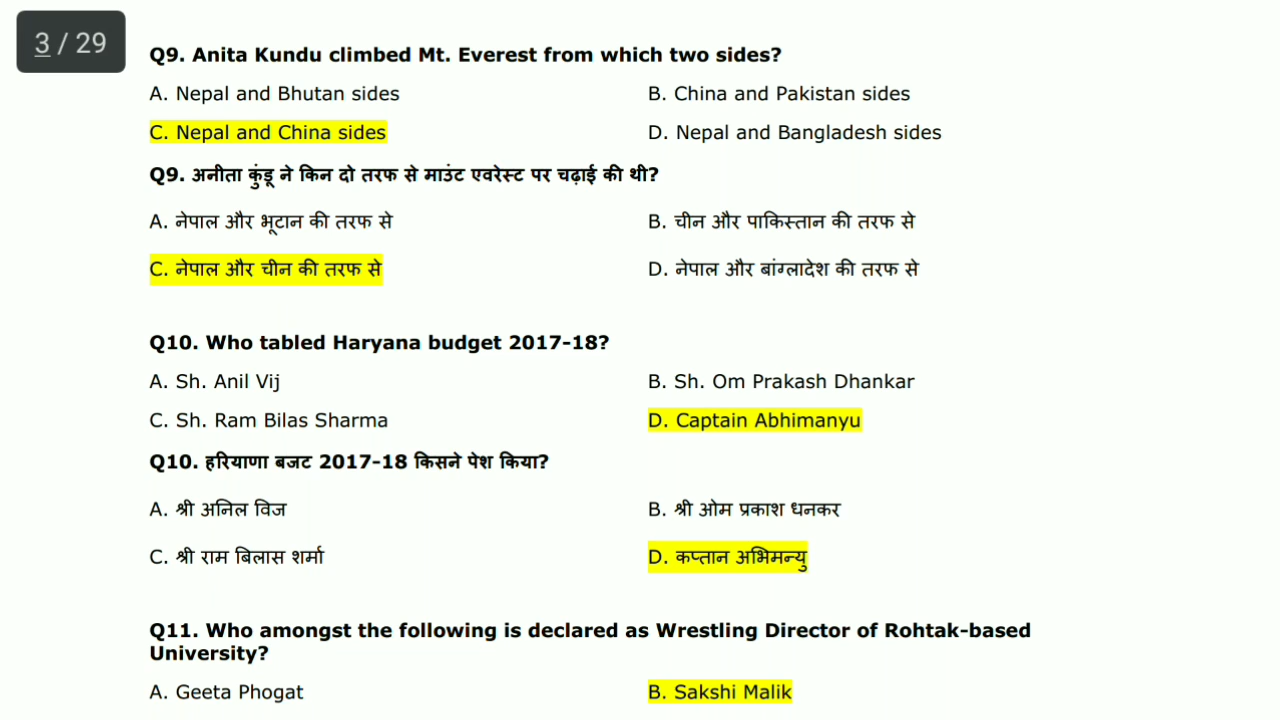 3 / 29
Q9. Anita Kundu climbed Mt. Everest from which two sides?
A. Nepal and Bhutan sides B. China and Pakistan sides
C. Nepal and China sides D. Nepal and Bangladesh sides
Q9. अनीता कुंडू ने किन दो तरफ से माउंट एवरेस्ट पर चढ़ाई की थी?
A. नेपाल और भूटान की तरफ से B. चीन और पाकिस्तान की तरफ से
C. नेपाल और चीन की तरफ से D. नेपाल और बांग्लादेश की तरफ से
Q10. Who tabled Haryana budget 2017-18?
A. Sh. Anil Vij B. Sh. Om Prakash Dhankar
C. Sh. Ram Bilas Sharma D. Captain Abhimanyu
Q10. हरियाणा बजट 2017-18 किसने पेश किया?
A. श्री अनिल विज B. श्री ओम प्रकाश धनकर
C. श्री राम बिलास शर्मा D. कप्तान अभिमन्यु
Q11. Who amongst the following is declared as Wrestling Director of Rohtak-based
University?
A. Geeta Phogat B. Sakshi Malik